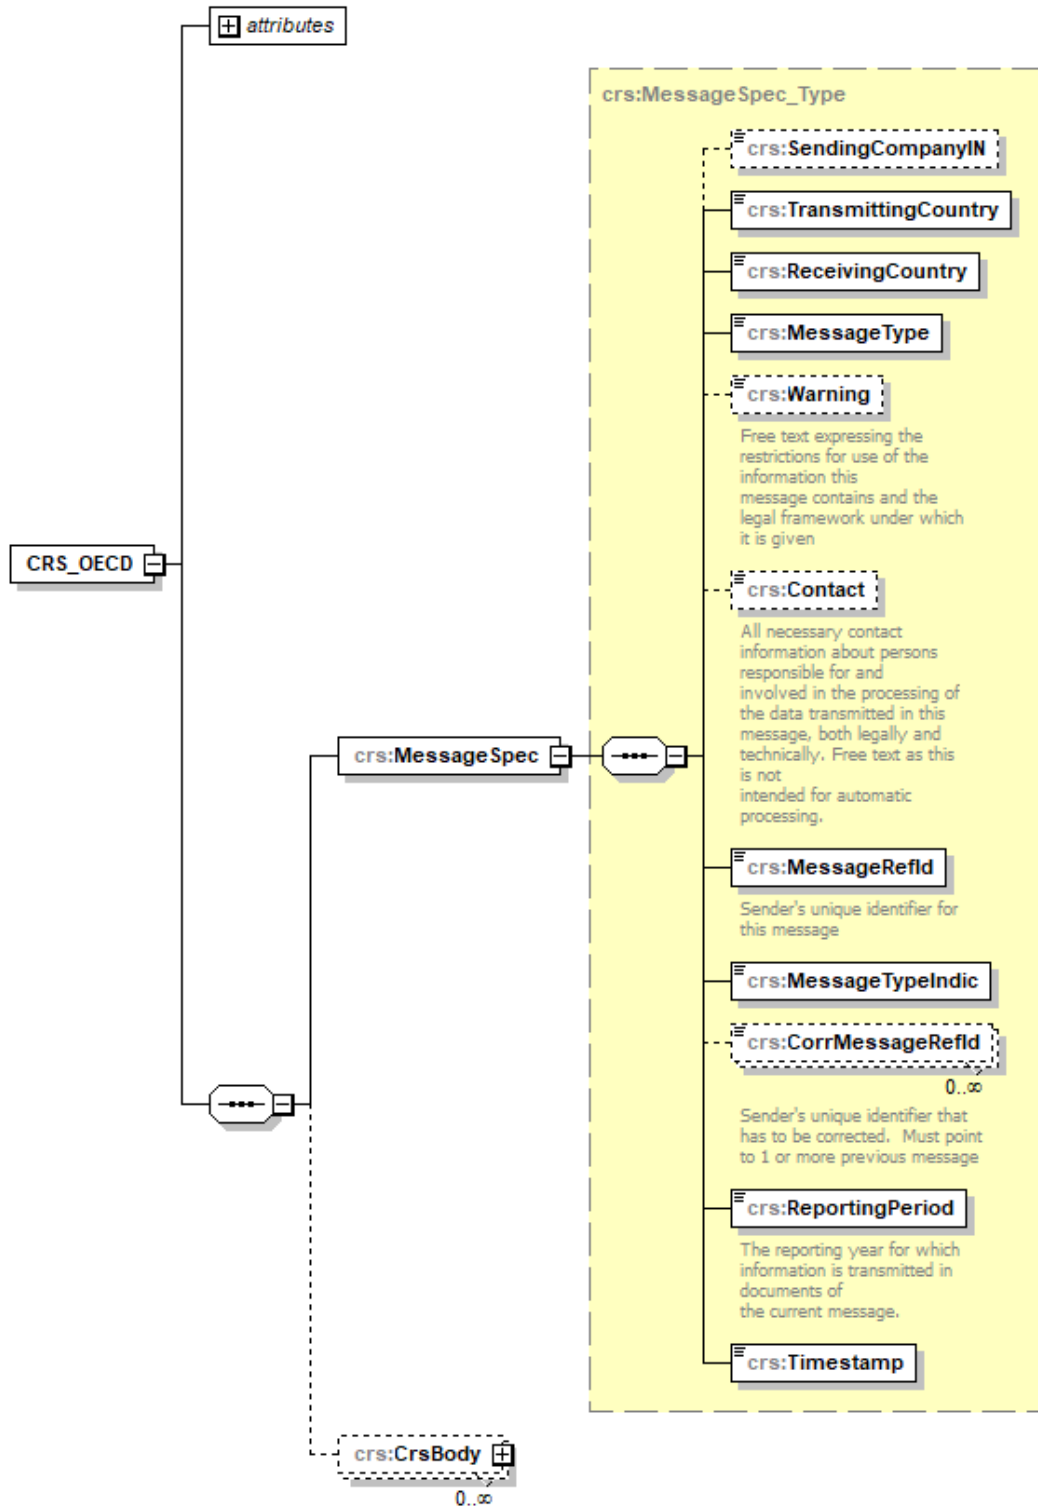 attributes
crs:MessageSpec_Type
crs:SendingCompanyIN
crs:TransmittingCountry
crs:ReceivingCountry
crs:MessageType
crs:Warning
Free text expressing the
restrictions for use of the
information this
message contains and the
legal framework under which
it is given
CRS_OECD
crs:Contact
All necessary contact
information about persons
responsible for and
involved in the processing of
the data transmitted in this
message, both legally and
technically. Free text as this
is not
intended for automatic
processing.
crs:MessageSpec
crs:MessageRefId
Sender's unique identifier for
this message
crs:MessageTypeIndic
crs:CorrMessageRefId
0..∞
Sender's unique identifier that
has to be corrected.  Must point
to 1 or more previous message
crs:ReportingPeriod
The reporting year for which
information is transmitted in
documents of
the current message.
crs:Timestamp
crs:CrsBody
0..∞